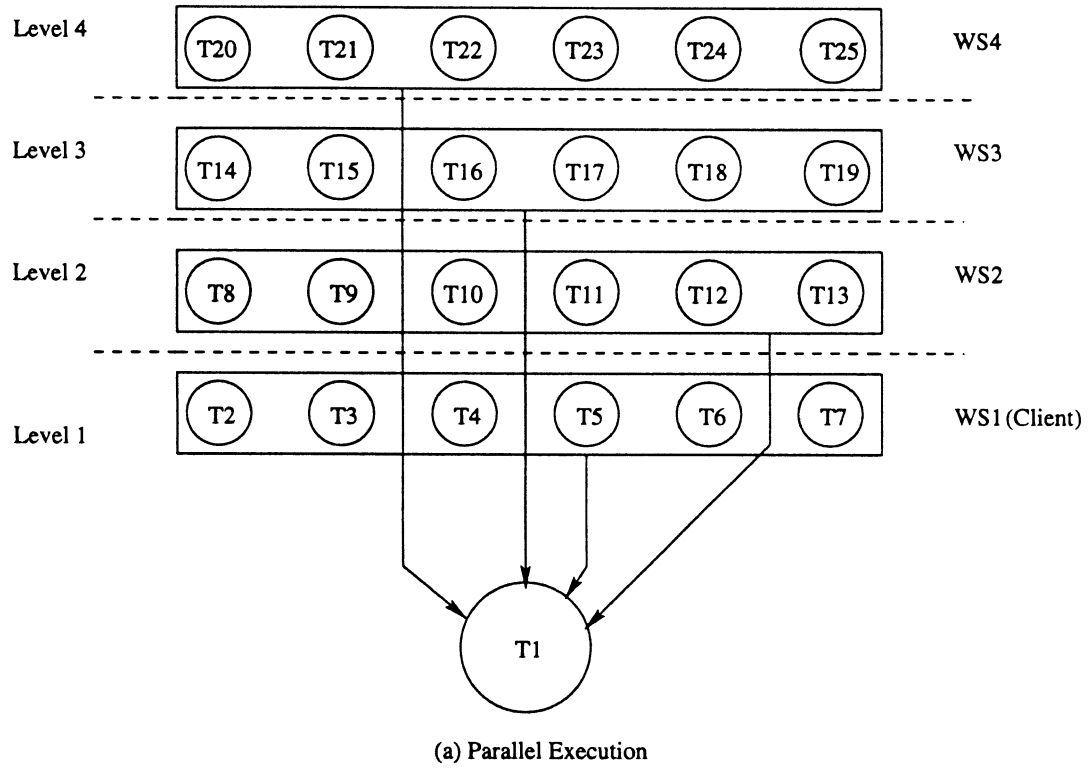 Level 4 T20 T21 T22 T23 T24 T25 WS4
Level 3 T14 T15 T16 T17 T18 T19 WS3
Level 2 T8 T9 T10 T11 T12 T13 WS2
Level 1 T2 T3 T4 T5 T6 T7 WS1 (Client)
T1
(a) Parallel Execution